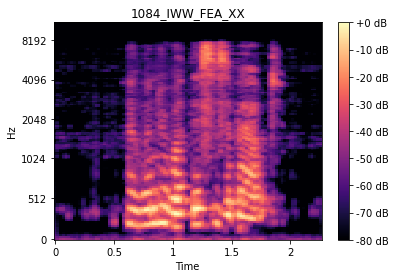 1084_IWW_FEA_XX
+0 dB
8192
-10 dB
4096
-20 dB
-30 dB
2048
Hz
-40 dB
1024
-50 dB
512
-60 dB
-70 dB
0
-80 dB
0
0.5
1
1.5
2
Time